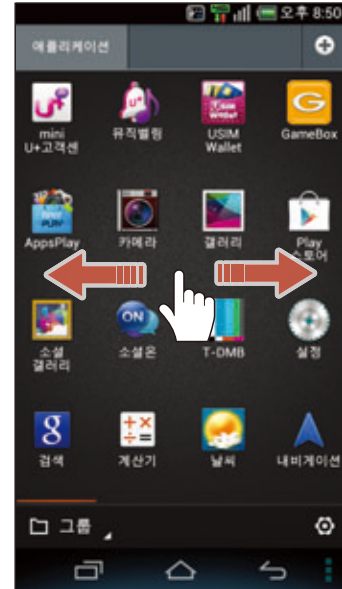 오후 8:50
애플리케이션
mini
U+고객센
뮤직벨링
USIM
Wallet
GameBox
AppsPlay
카메라
갤러리
Play
스토어
소셜
갤러리
ON
소셜온
T-DMB
설정
검색
계산기
날씨
내비게이션
그룹